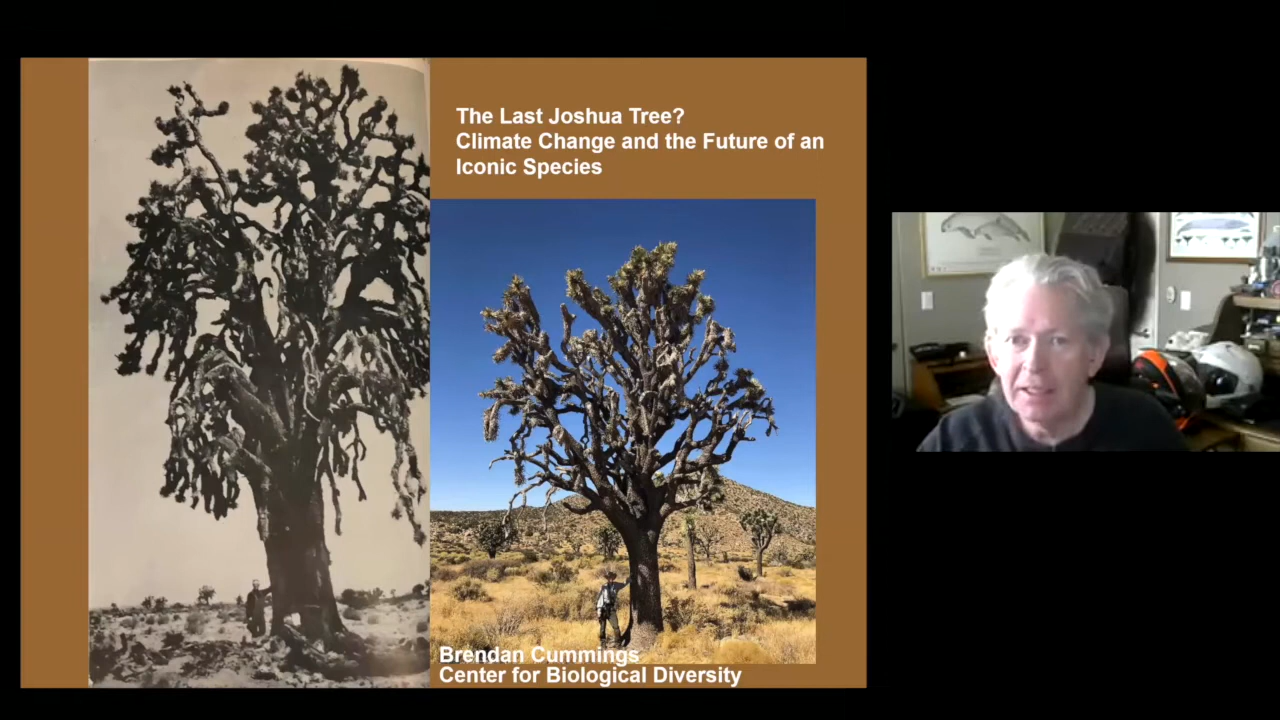 The Last Joshua Tree?
Climate Change and the Future of an
Iconic Species
Brendan Cummings
Center for Biological Diversity